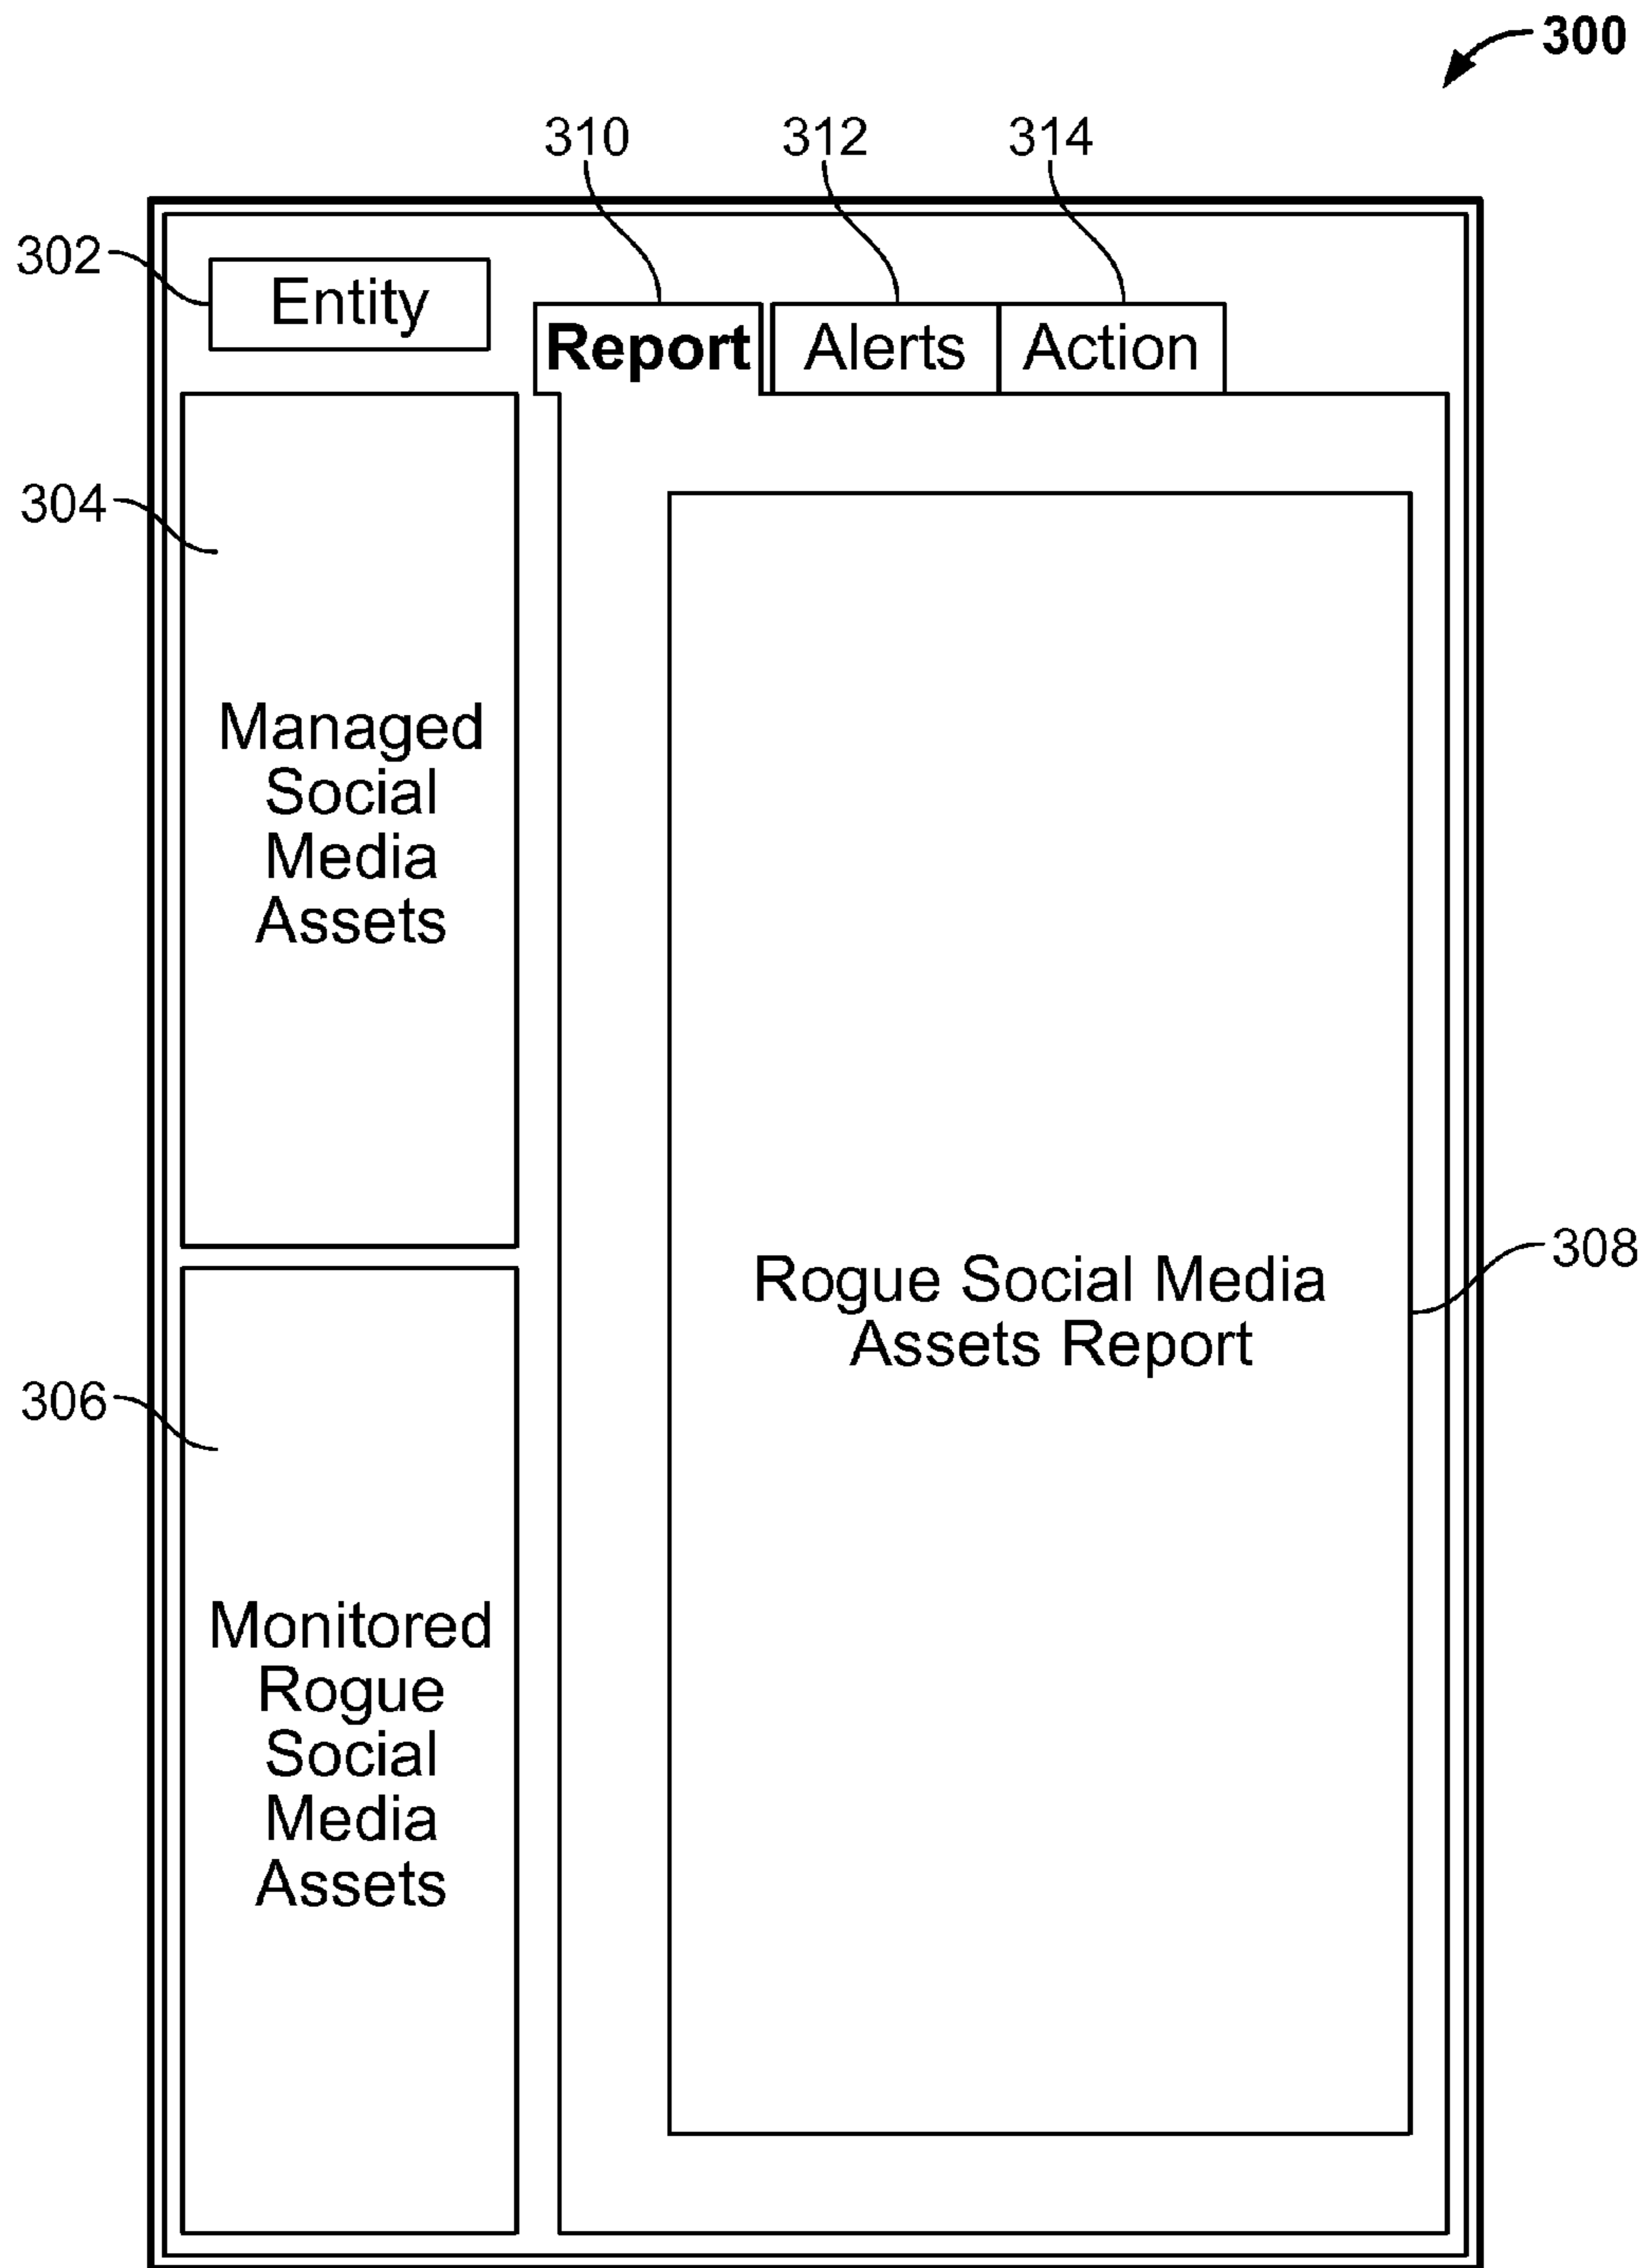 300
310 312 314
302
Entity
Report Alerts Action
304
Managed
Social
Media
Assets
Rogue Social Media
Assets Report
308
306
Monitored
Rogue
Social
Media
Assets